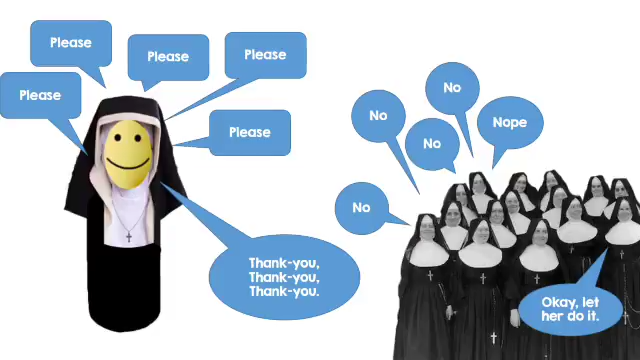 Please
Please
Please
Please
Please
Thank-you,
Thank-you,
Thank-you.
No
No
No
Nope
No
Okay, let
her do it.